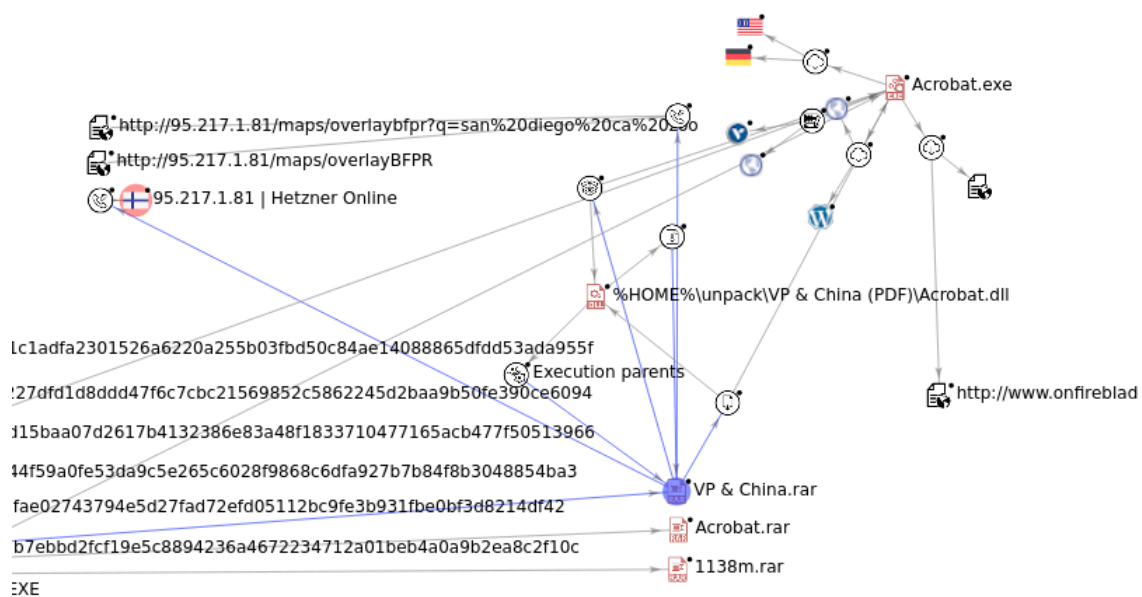 Acrobat.exe
http://95.217.1.81/maps/overlaybfpr?q=san%20diego%20ca%20zoo
http://95.217.1.81/maps/overlayBFPR
95.217.1.81 | Hetzner Online
%HOME%\unpack\VP & China (PDF)\Acrobat.dll
1c1adfa2301526a6220a255b03fbd50c84ae14088865dfdd53ada955f
Execution parents
227dfd1d8ddd47f6c7cbc21569852c5862245d2baa9b50fe390ce6094
http://www.onfireblad
d15baa07d2617b4132386e83a48f1833710477165acb477f50513966
44f59a0fe53da9c5e265c6028f9868c6dfa927b7b84f8b3048854ba3
VP & China.rar
fae02743794e5d27fad72efd05112bc9fe3b931fbe0bf3d8214df42
Acrobat.rar
b7ebbd2fcf19e5c8894236a4672234712a01beb4a0a9b2ea8c2f10c
1138m.rar
EXE